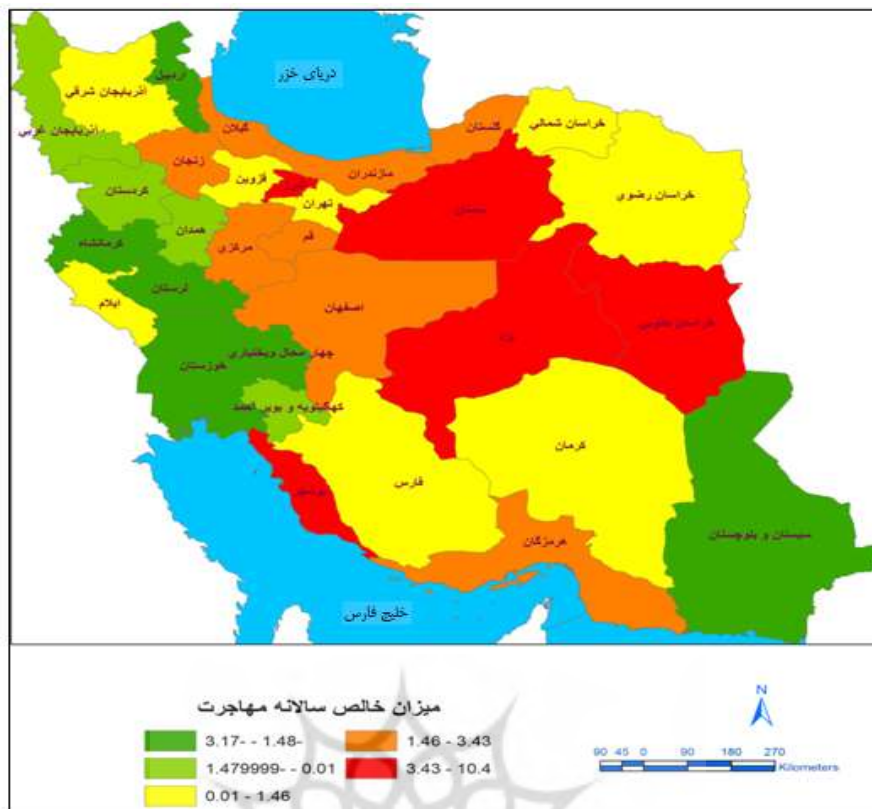 دریای خزر
اردبیل
آذربایجان شرقی
آذربایجان غربی
گیلان
گلستان
خراسان شمالی
زنجان
مازندران
قزوین
کردستان
تهران
سمنان
خراسان رضوی
همدان
قم
مرکزی
کرمانشاه
لرستان
ایلام
اصفهان
یزد
خراسان جنوبی
چهار محال وبختیاری
خوزستان
کهگیلویه و بویر احمد
کرمان
فارس
بوشهر
سیستان و بلوچستان
هرمزگان
خلیج فارس
میزان خالص سالانه مهاجرت
3.17- - 1.48-
1.479999- - 0.01
0.01 - 1.46
1.46 - 3.43
3.43 - 10.4
N
90 45 0 90 180 270
Kilometers